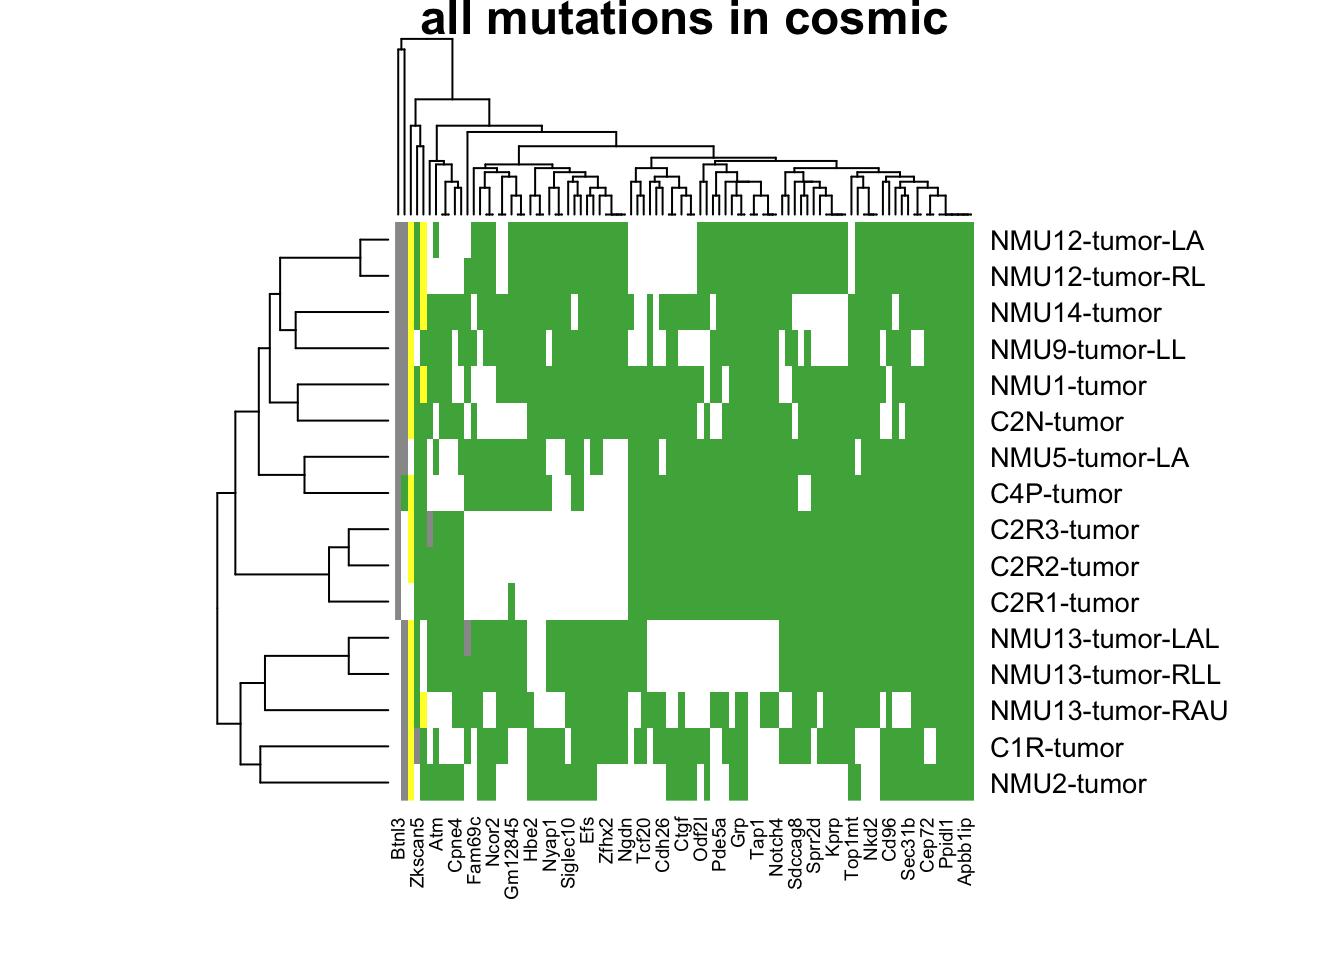 all mutations in cosmic
NMU12-tumor-LA
NMU12-tumor-RL
NMU14-tumor
NMU9-tumor-LL
NMU1-tumor
C2N-tumor
NMU5-tumor-LA
C4P-tumor
C2R3-tumor
C2R2-tumor
C2R1-tumor
NMU13-tumor-LAL
NMU13-tumor-RLL
NMU13-tumor-RAU
C1R-tumor
NMU2-tumor
Btnl3
Zkscan5
Atm
Cpne4
Fam69c
Ncor2
Gm12845
Hbe2
Nyap1
Siglec10
Efs
Zfhx2
Ngdn
Tcf20
Cdh26
Ctgf
Odf2l
Pde5a
Grp
Tap1
Notch4
Sdccag8
Sprr2d
Kprp
Top1mt
Nkd2
Cd96
Sec31b
Cep72
Ppidl1
Apbb1ip